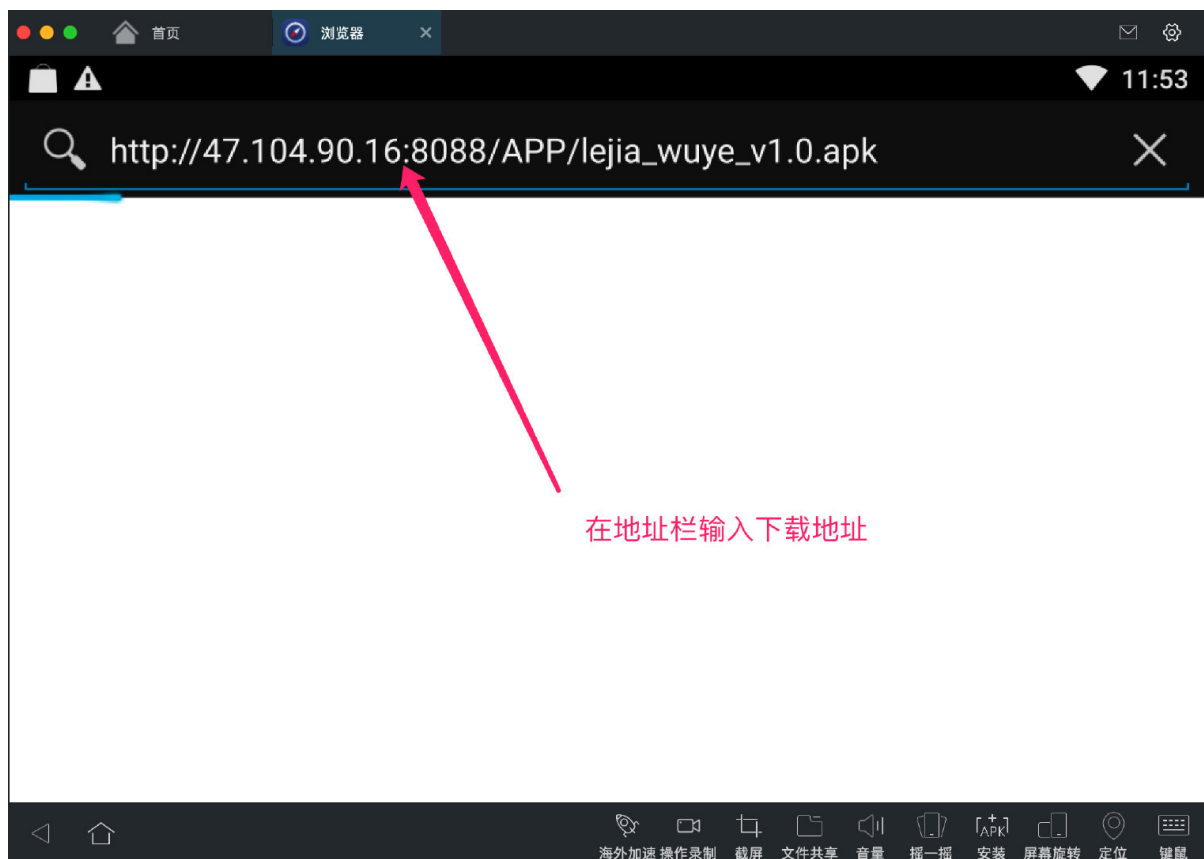 首页
浏览器
11:53
http://47.104.90.16:8088/APP/lejia_wuye_v1.0.apk
在地址栏输入下载地址
APK
海外加速 操作录制 截屏 文件共享 音量 摇一摇 安装 屏幕旋转 定位 键鼠